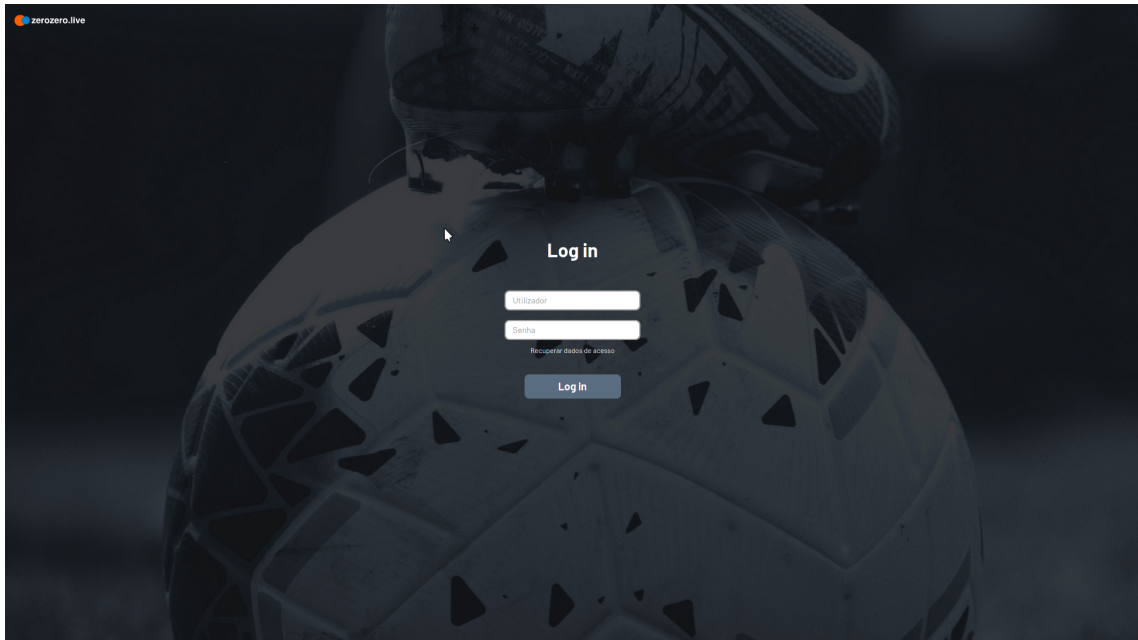 zerozero.live
Log in
Utilizador
Senha
Recuperar dados de acesso
Log In